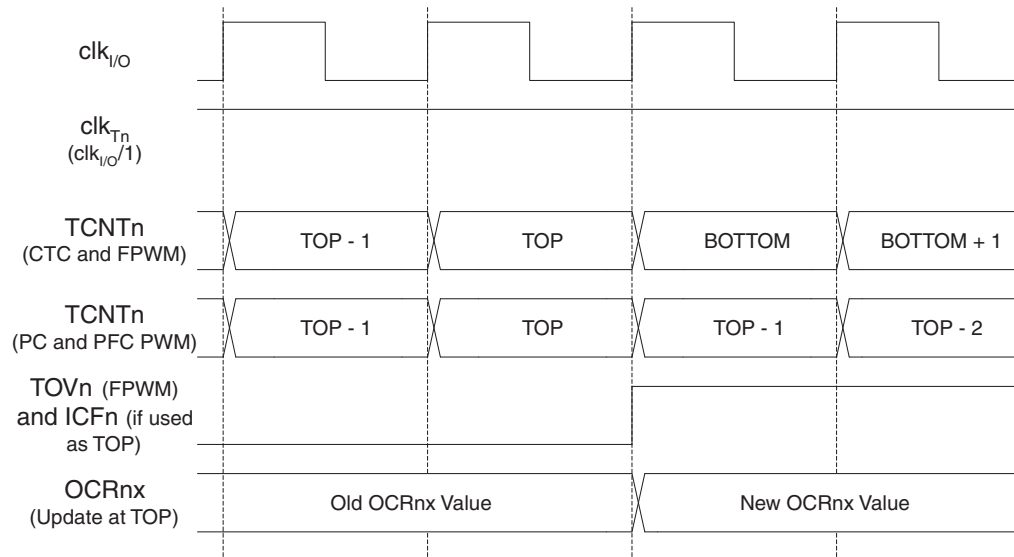 clkI/O
clkTn
(clkI/O/1)
TCNTn
(CTC and FPWM)
TOP - 1
TOP
BOTTOM
BOTTOM + 1
TCNTn
(PC and PFC PWM)
TOP - 1
TOP
TOP - 1
TOP - 2
TOVn (FPWM)
and ICFn (if used
as TOP)
OCRnx
(Update at TOP)
Old OCRnx Value
New OCRnx Value